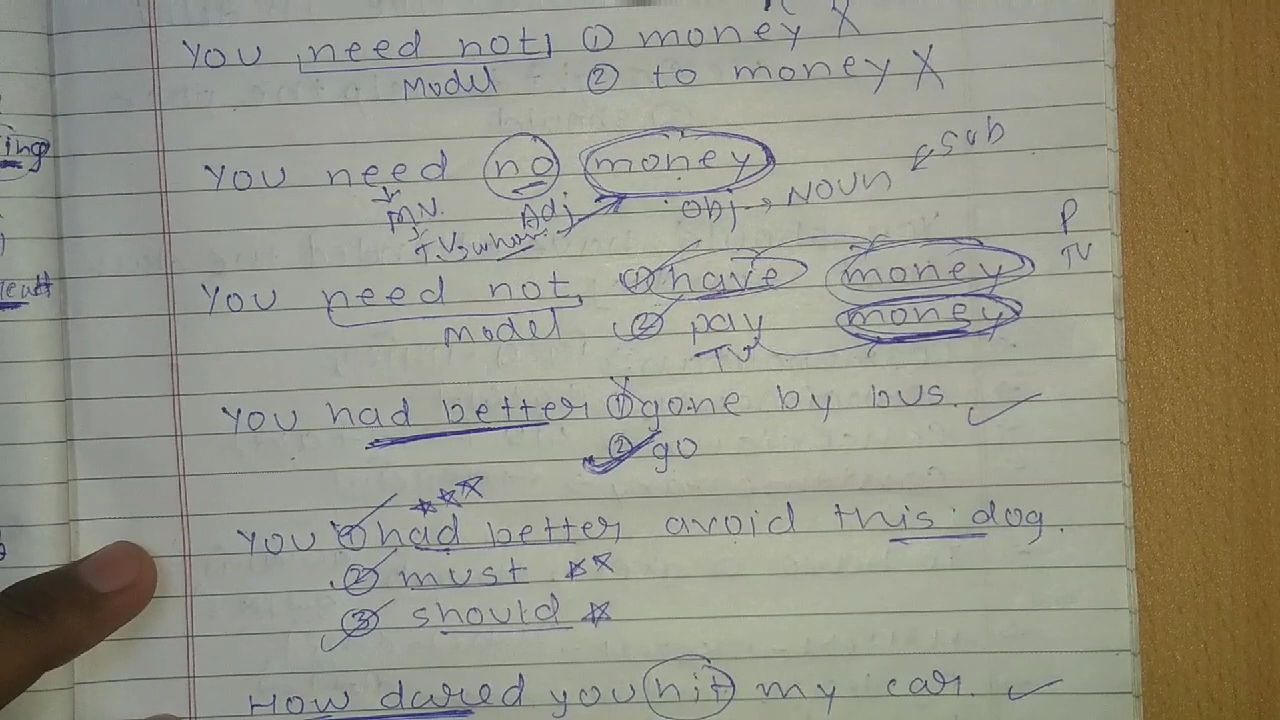 You need not ① money X
Model ② to money X
You need no money
M.V. Adj obj → NOUN ← Sub
T.V.
You need not ① have money
P
TV
Model ② pay money
TV
You had better ① gone by bus. ✓
② go
You ① had better avoid this dog.
② must ☆☆
③ should ☆
How dared you hit my car. ✓
ing